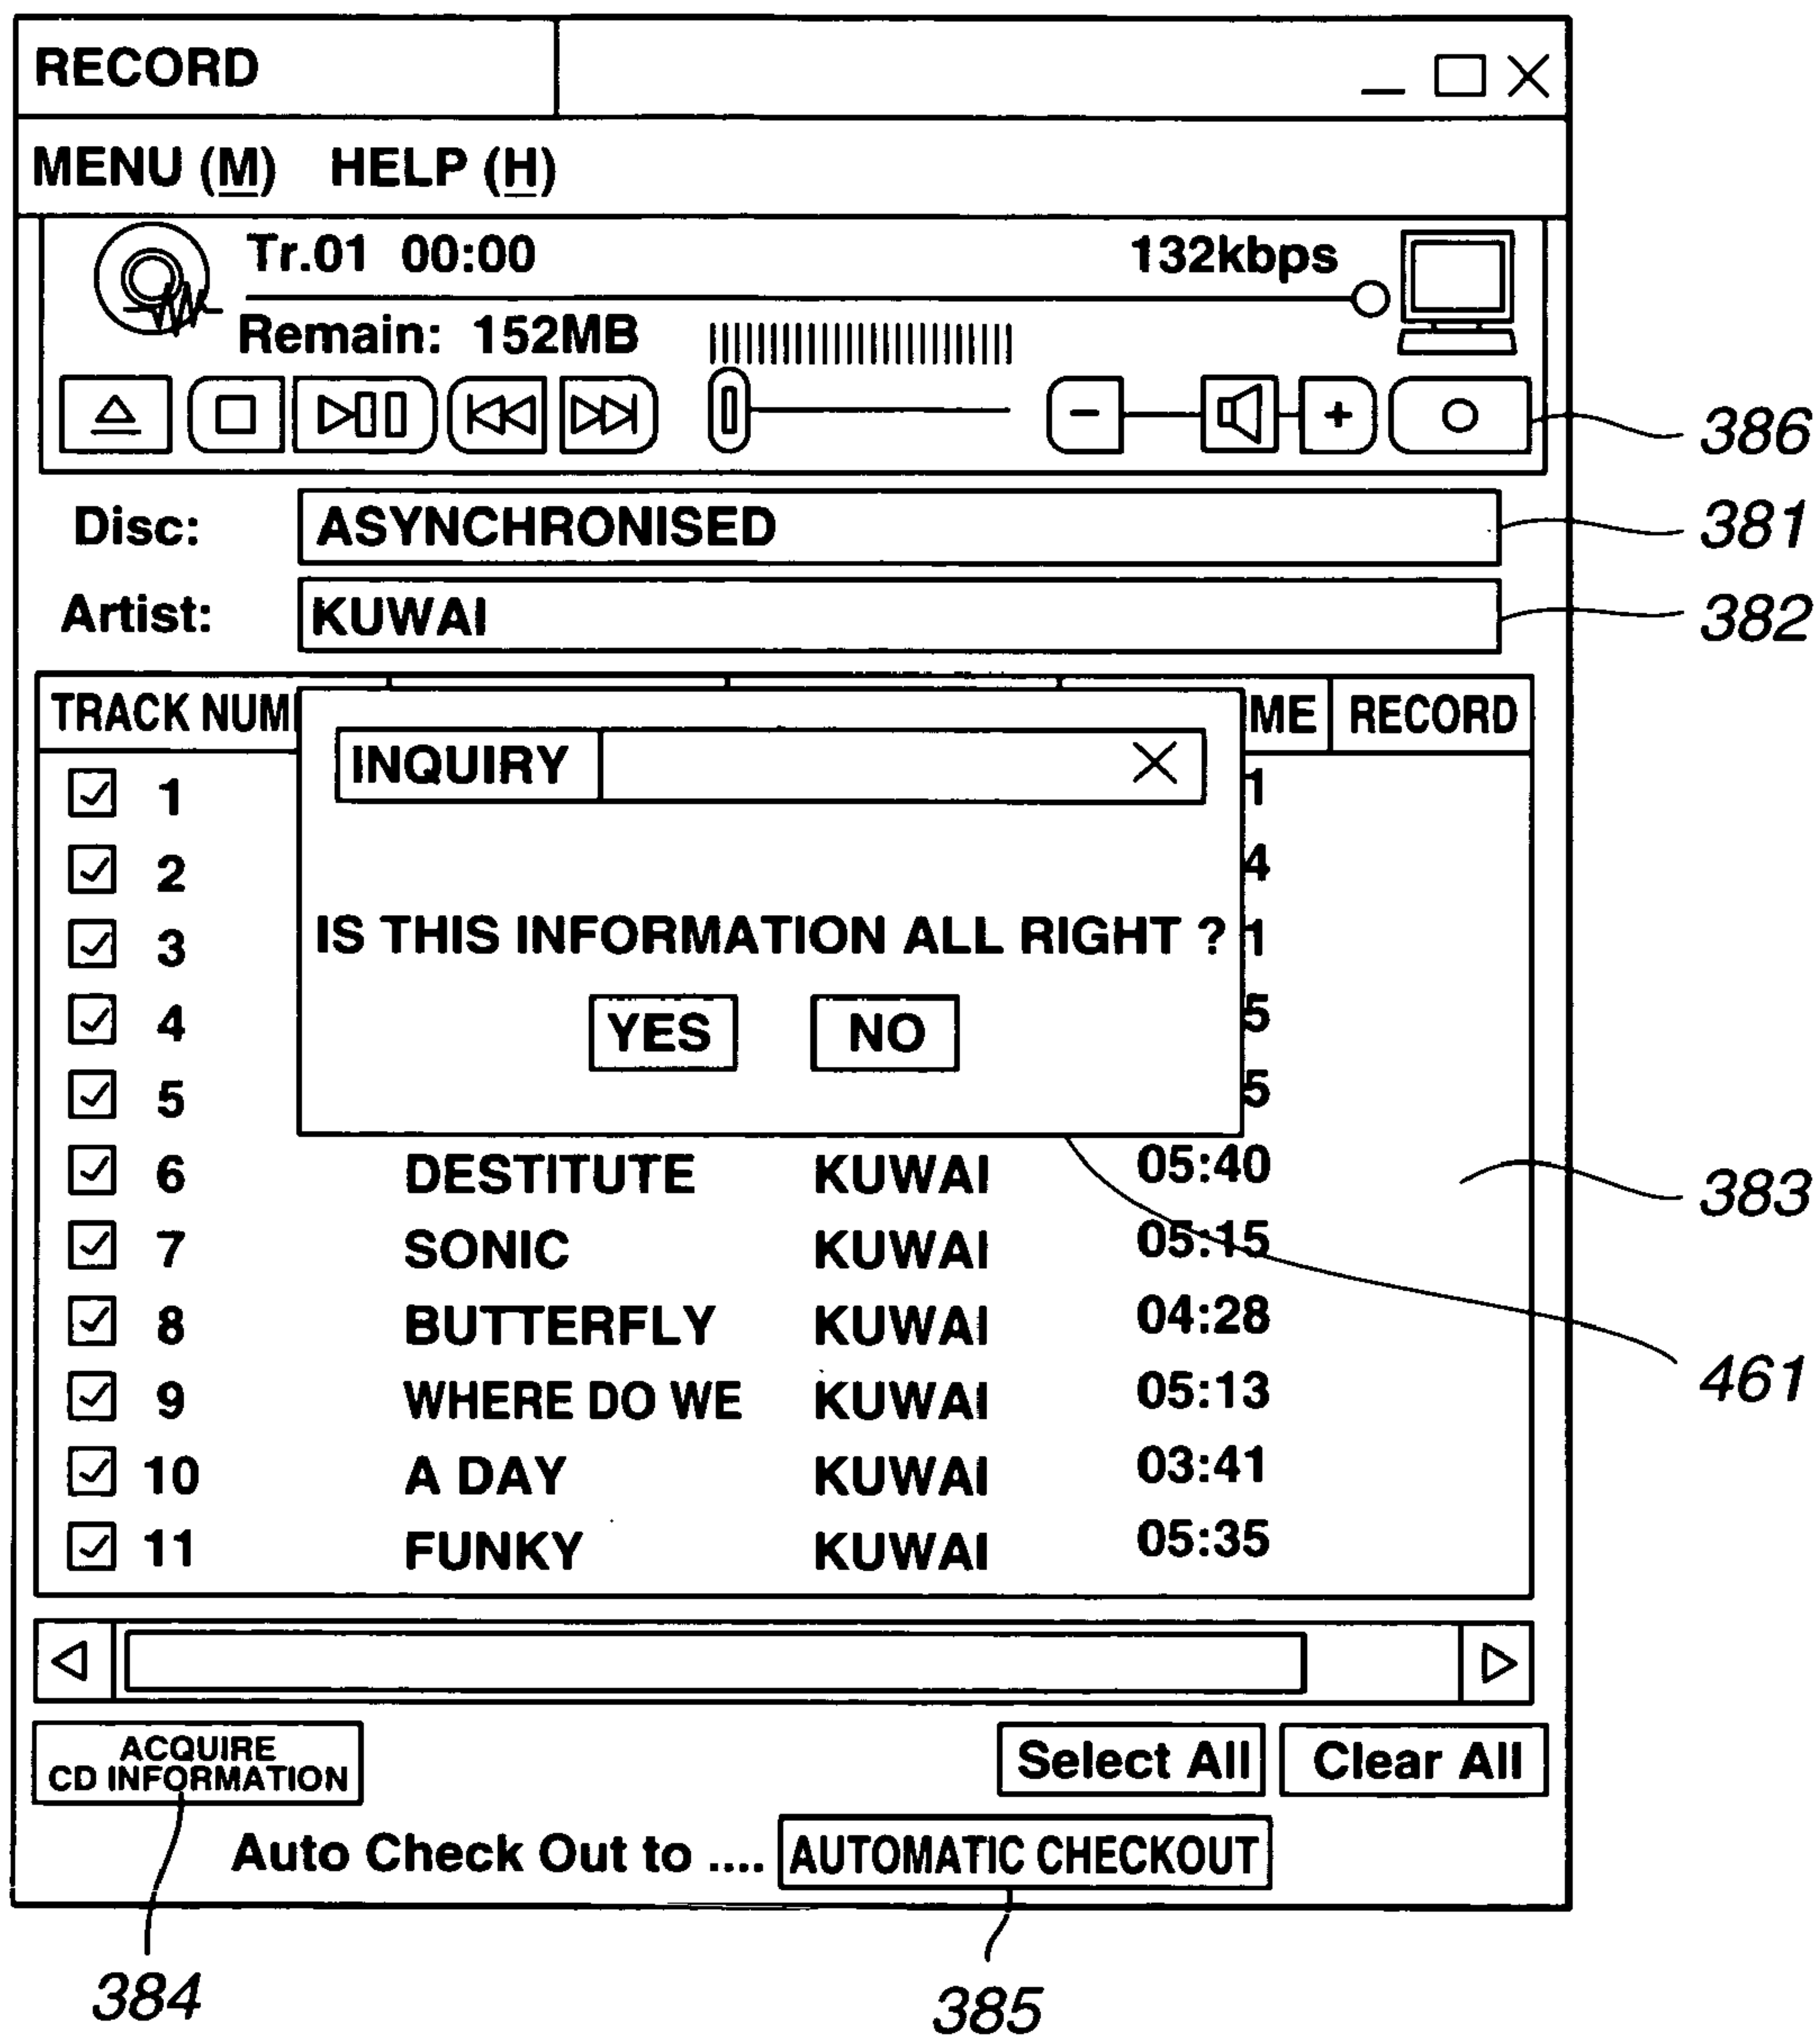 RECORD
MENU (M) HELP (H)
Tr.01 00:00 132kbps
Remain: 152MB
- +
386
Disc: ASYNCHRONISED
381
Artist: KUWAI
382
TRACK NUM ME RECORD
INQUIRY
1 1
2 4
IS THIS INFORMATION ALL RIGHT ?
3 1
YES NO
4 5
5 5
6 DESTITUTE KUWAI 05:40
383
7 SONIC KUWAI 05:15
8 BUTTERFLY KUWAI 04:28
461
9 WHERE DO WE KUWAI 05:13
10 A DAY KUWAI 03:41
11 FUNKY KUWAI 05:35
ACQUIRE
CD INFORMATION
Select All Clear All
Auto Check Out to .... AUTOMATIC CHECKOUT
384
385